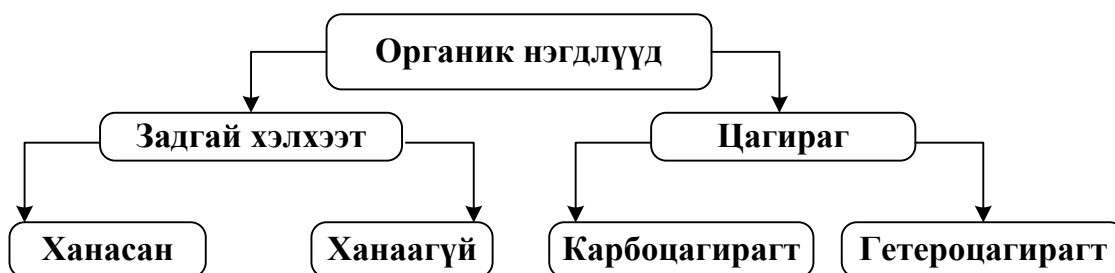 Органик нэгдлүүд
Задгай хэлхээт
Цагираг
Ханасан
Ханаагүй
Карбоцагирагт
Гетероцагирагт